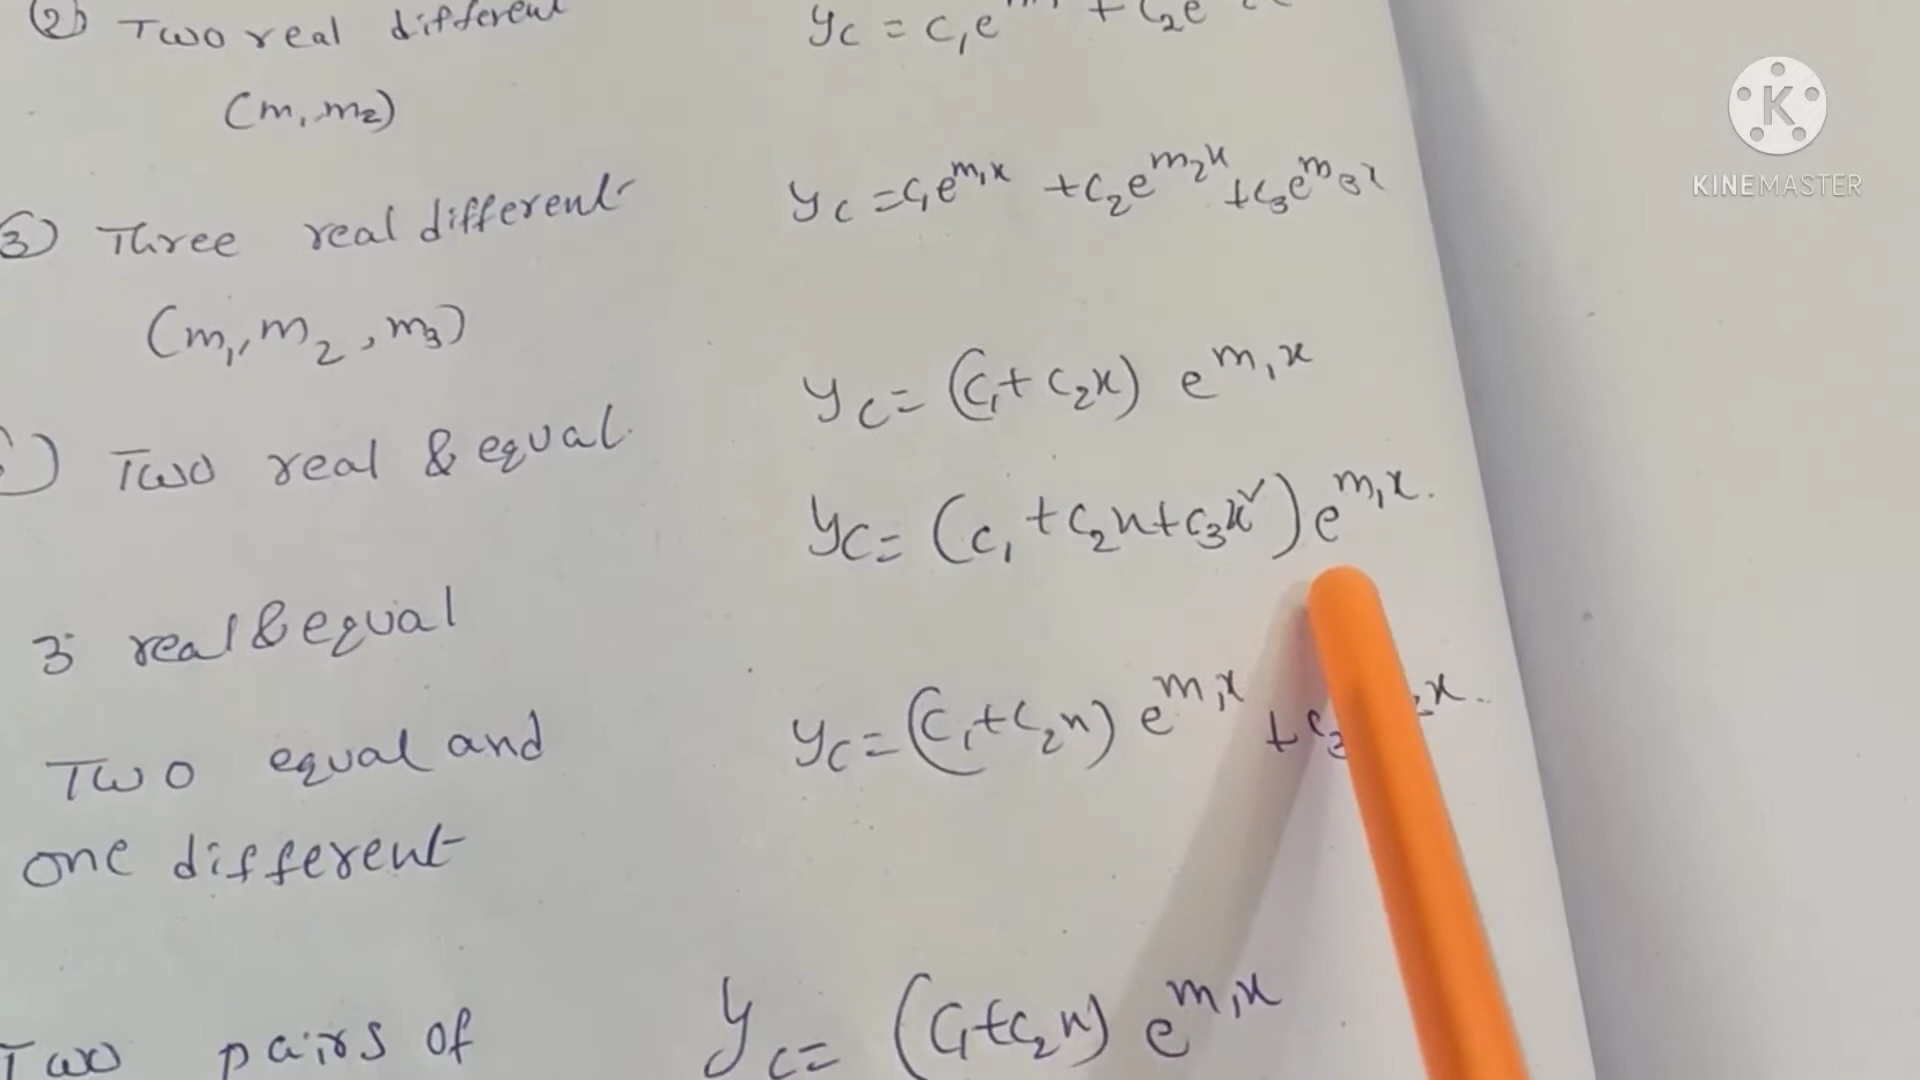 (2) Two real different y_c = c₁e + c₂e
(m₁ m₂)
(3) Three real different y_c = c₁e^{m₁x} + c₂e^{m₂x} + c₃e^{m₃x}
(m₁, m₂, m₃)
) Two real & equal. y_c = (c₁ + c₂x) e^{m₁x}
3 real & equal y_c = (c₁ + c₂x + c₃x²) e^{m₁x}.
Two equal and y_c = (c₁ + c₂x) e^{m₁x} + c₃ x.
one different
Two pairs of y_c = (c₁ + c₂x) e^{m₁x}
K
KINEMASTER